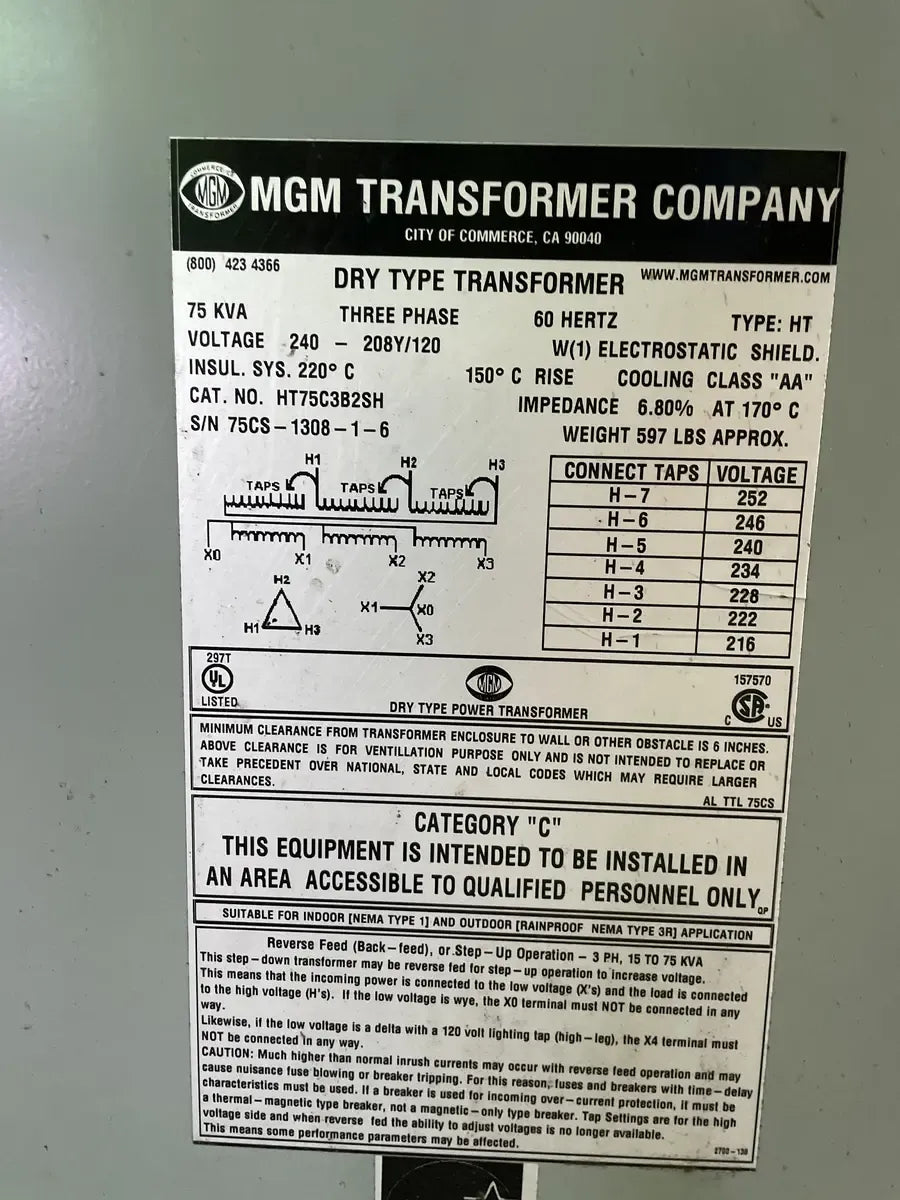 COMMERCE CA
MGM
TRANSFORMER
MGM TRANSFORMER COMPANY
CITY OF COMMERCE, CA 90040
(800) 423 4366
WWW.MGMTRANSFORMER.COM
DRY TYPE TRANSFORMER
75 KVA THREE PHASE 60 HERTZ TYPE: HT
VOLTAGE 240 – 208Y/120 W(1) ELECTROSTATIC SHIELD.
INSUL. SYS. 220° C 150° C RISE COOLING CLASS "AA"
CAT. NO. HT75C3B2SH IMPEDANCE 6.80% AT 170° C
S/N 75CS–1308–1–6 WEIGHT 597 LBS APPROX.
H1 H2 H3
TAPS TAPS TAPS
X0 X1 X2 X3
H2
H1 H3
X2
X1 X0
X3
CONNECT TAPS VOLTAGE
H–7 252
H–6 246
H–5 240
H–4 234
H–3 228
H–2 222
H–1 216
297T
UL
LISTED
MGM
DRY TYPE POWER TRANSFORMER
157570
C SA US
MINIMUM CLEARANCE FROM TRANSFORMER ENCLOSURE TO WALL OR OTHER OBSTACLE IS 6 INCHES.
ABOVE CLEARANCE IS FOR VENTILATION PURPOSE ONLY AND IS NOT INTENDED TO REPLACE OR
TAKE PRECEDENT OVER NATIONAL, STATE AND LOCAL CODES WHICH MAY REQUIRE LARGER
CLEARANCES.
AL TTL 75CS
CATEGORY "C"
THIS EQUIPMENT IS INTENDED TO BE INSTALLED IN
AN AREA ACCESSIBLE TO QUALIFIED PERSONNEL ONLY
QP
SUITABLE FOR INDOOR [NEMA TYPE 1] AND OUTDOOR [RAINPROOF NEMA TYPE 3R] APPLICATION
Reverse Feed (Back–feed), or Step–Up Operation – 3 PH, 15 TO 75 KVA
This step–down transformer may be reverse fed for step–up operation to increase voltage.
This means that the incoming power is connected to the low voltage (X's) and the load is connected
to the high voltage (H's). If the low voltage is wye, the X0 terminal must NOT be connected in any
way.
Likewise, if the low voltage is a delta with a 120 volt lighting tap (high–leg), the X4 terminal must
NOT be connected in any way.
CAUTION: Much higher than normal inrush currents may occur with reverse feed operation and may
cause nuisance fuse blowing or breaker tripping. For this reason, fuses and breakers with time–delay
characteristics must be used. If a breaker is used for incoming over–current protection, it must be
a thermal–magnetic type breaker, not a magnetic–only type breaker. Tap Settings are for the high
voltage side and when reverse fed the ability to adjust voltages is no longer available.
This means some performance parameters may be affected.
2700–130